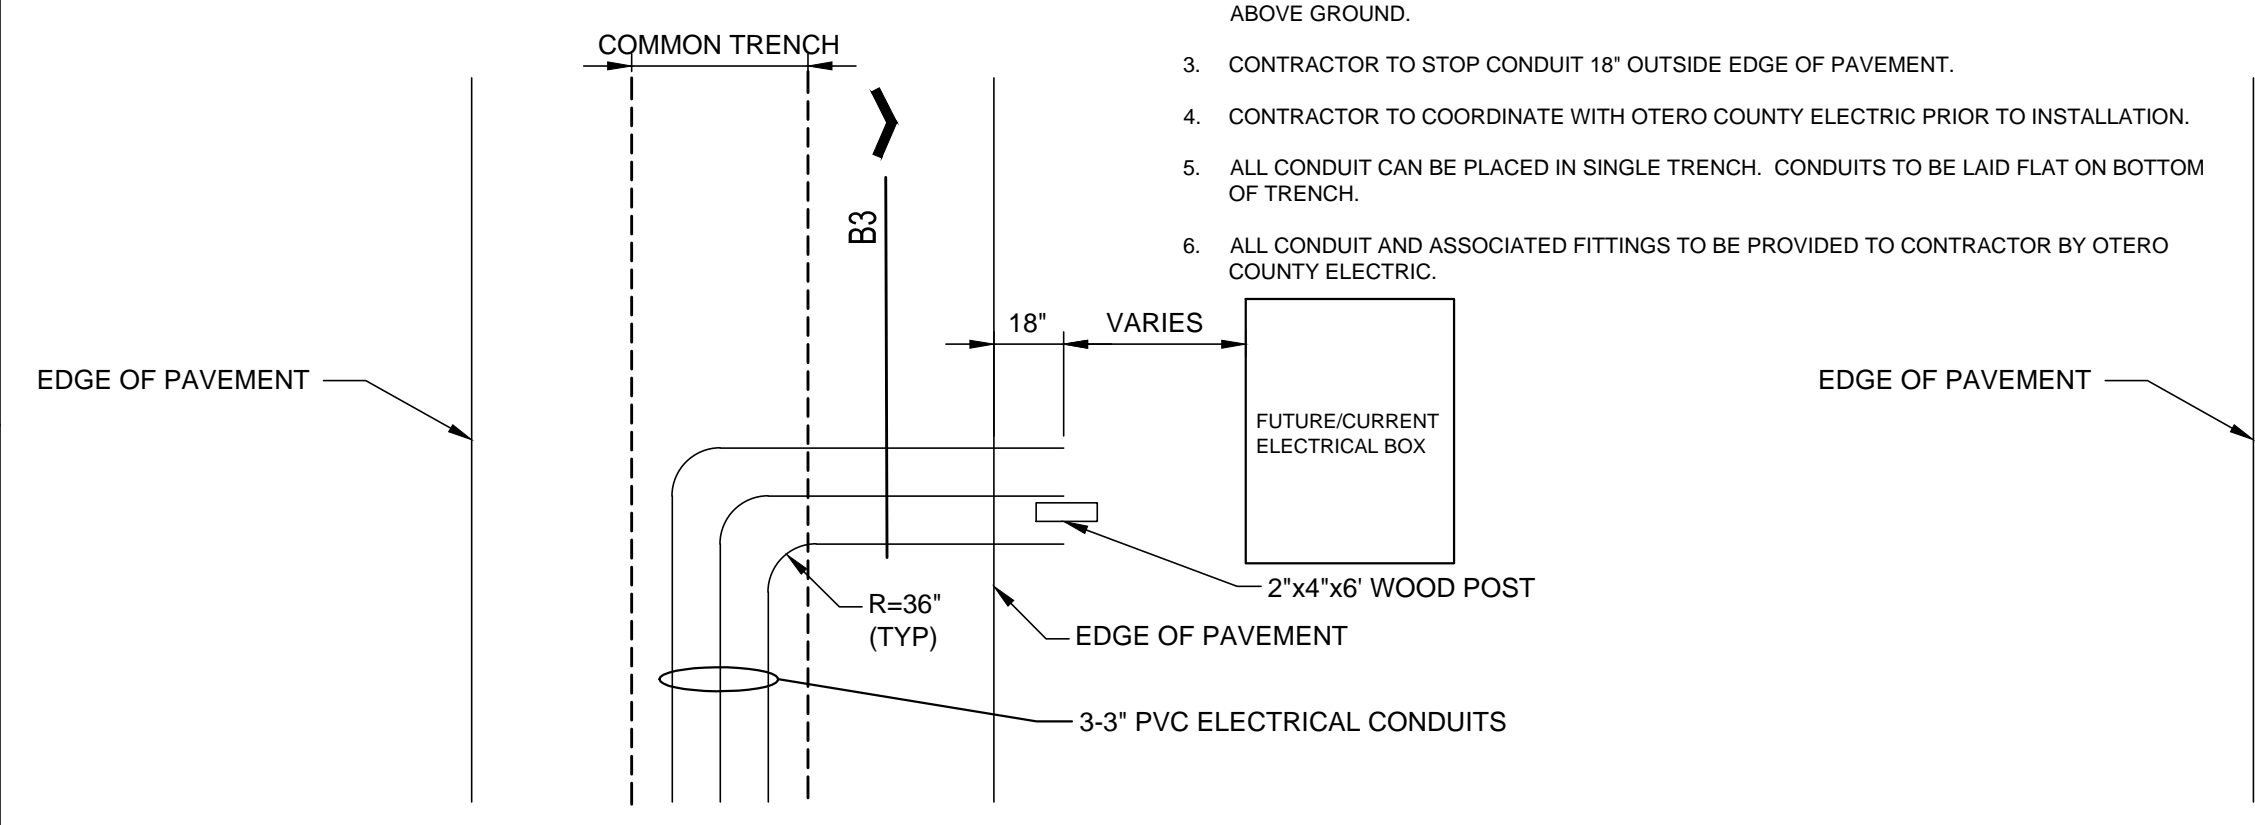 ABOVE GROUND.
COMMON TRENCH
3. CONTRACTOR TO STOP CONDUIT 18" OUTSIDE EDGE OF PAVEMENT.
4. CONTRACTOR TO COORDINATE WITH OTERO COUNTY ELECTRIC PRIOR TO INSTALLATION.
5. ALL CONDUIT CAN BE PLACED IN SINGLE TRENCH. CONDUITS TO BE LAID FLAT ON BOTTOM
OF TRENCH.
6. ALL CONDUIT AND ASSOCIATED FITTINGS TO BE PROVIDED TO CONTRACTOR BY OTERO
COUNTY ELECTRIC.
B3
18"
VARIES
EDGE OF PAVEMENT
EDGE OF PAVEMENT
FUTURE/CURRENT
ELECTRICAL BOX
2"x4"x6' WOOD POST
R=36"
(TYP)
EDGE OF PAVEMENT
3-3" PVC ELECTRICAL CONDUITS